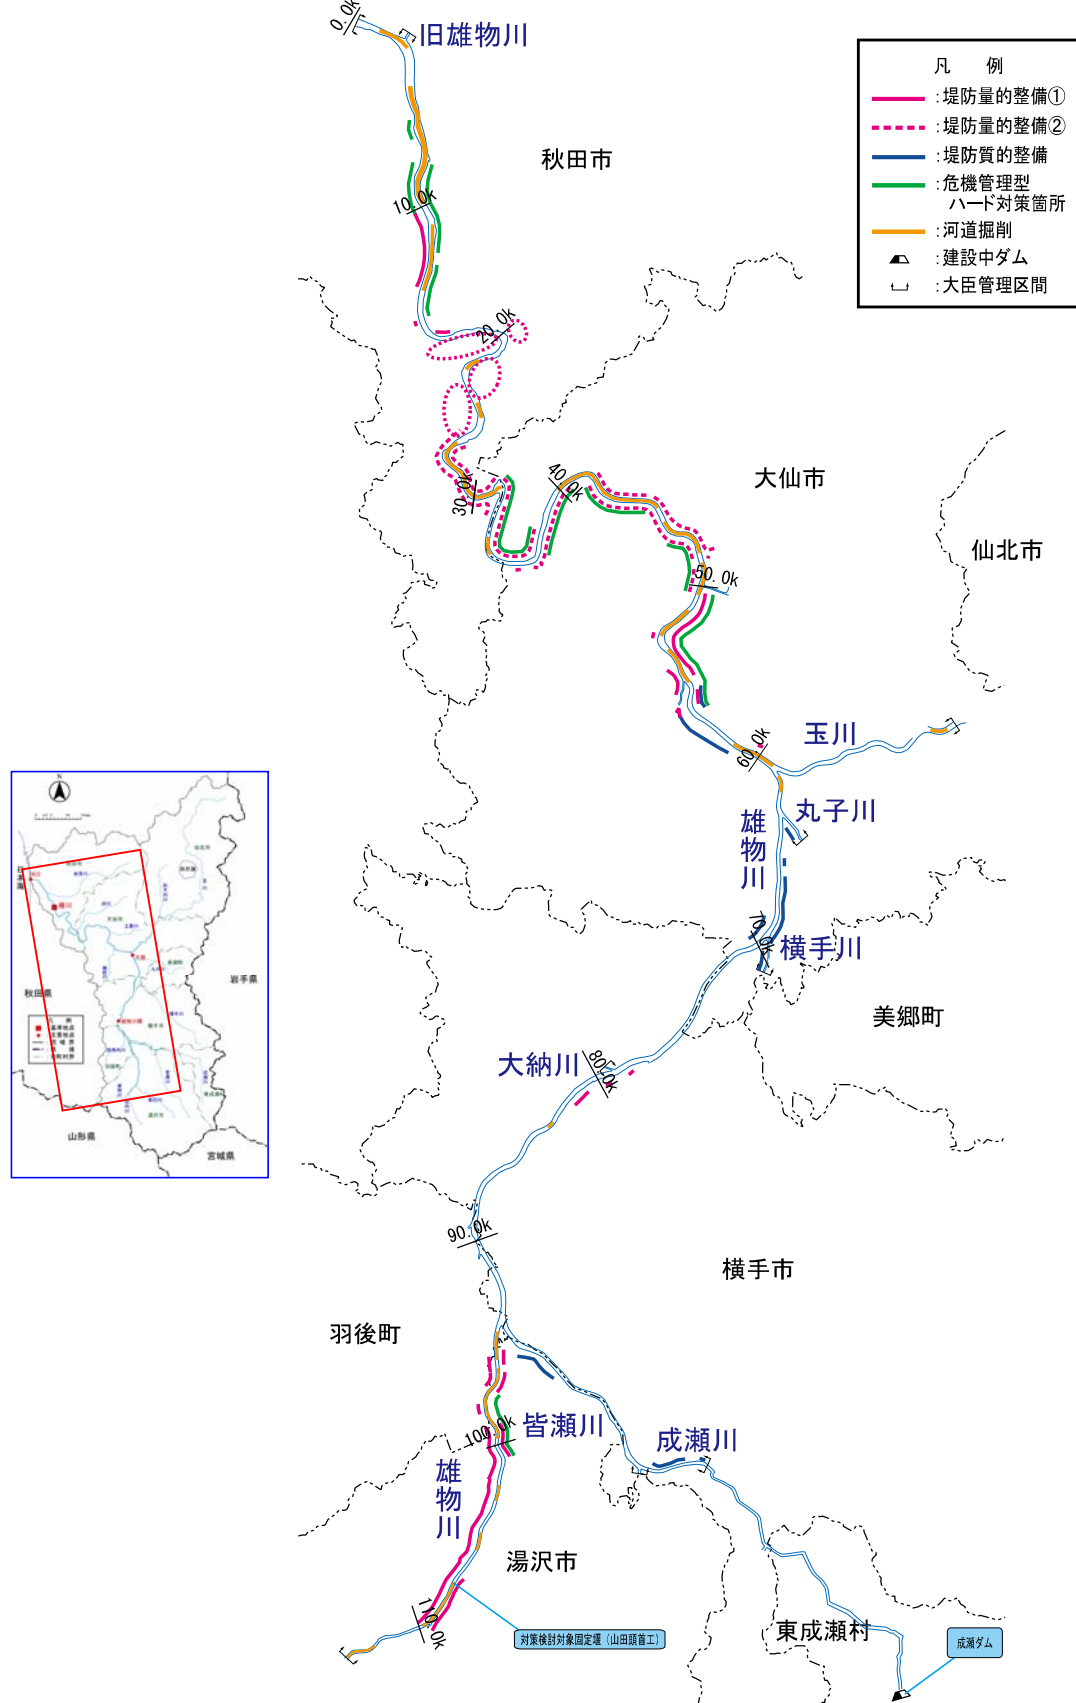 0.0k
旧雄物川
凡 例
:堤防量的整備①
:堤防量的整備②
:堤防質的整備
:危機管理型
ハード対策箇所
:河道掘削
:建設中ダム
:大臣管理区間
秋田市
10.0k
20.0k
30.0k
40.0k
大仙市
仙北市
50.0k
60.0k
玉川
丸子川
雄物川
70.0k
横手川
美郷町
大納川
80.0k
90.0k
横手市
羽後町
皆瀬川
100.0k
成瀬川
雄物川
湯沢市
110.0k
対策検討対象固定堰(山田頭首工)
東成瀬村
成瀬ダム
N
日本海
秋田県
岩手県
山形県
宮城県
凡 例